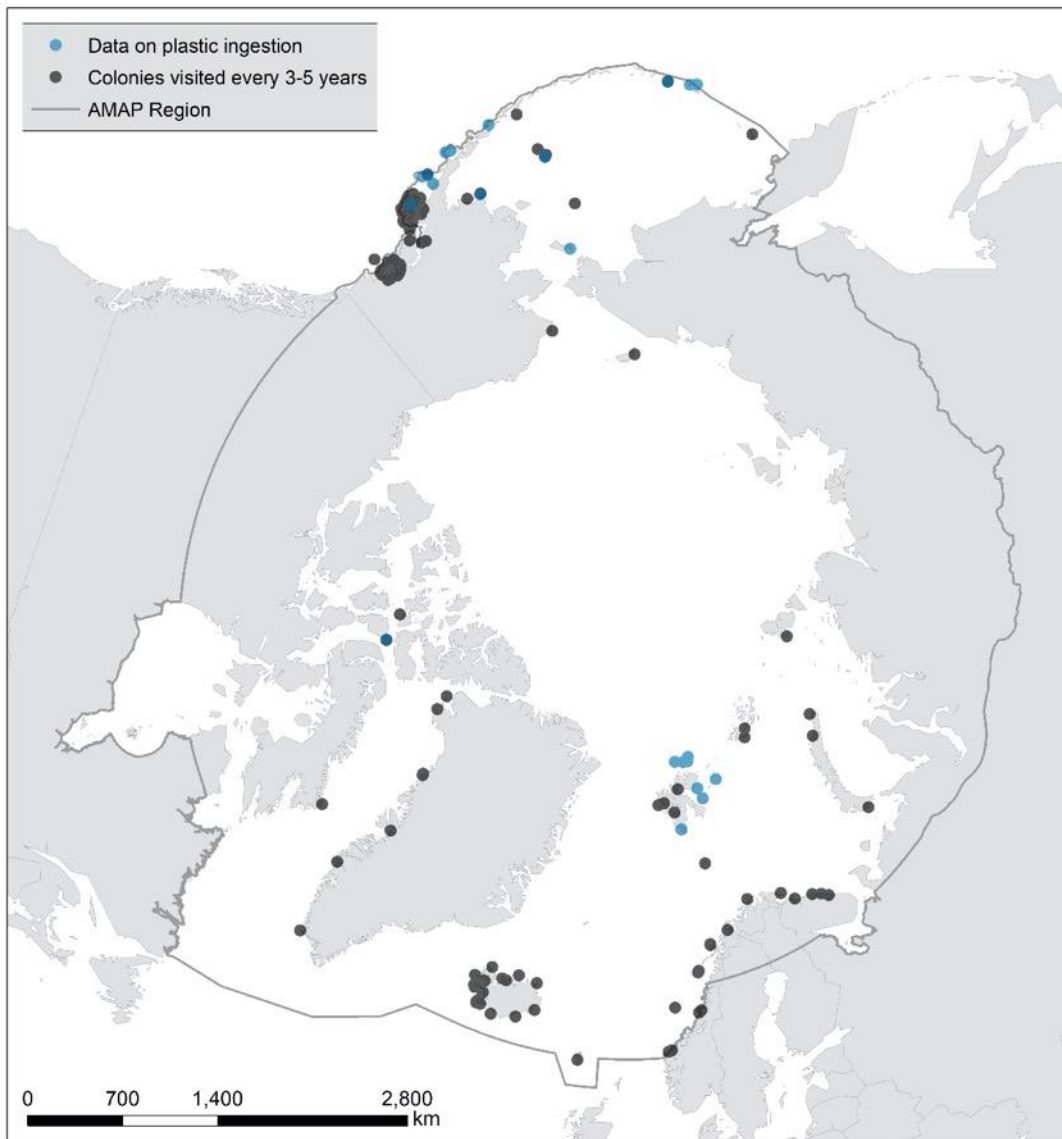 Data on plastic ingestion
Colonies visited every 3-5 years
AMAP Region
0 700 1,400 2,800
km